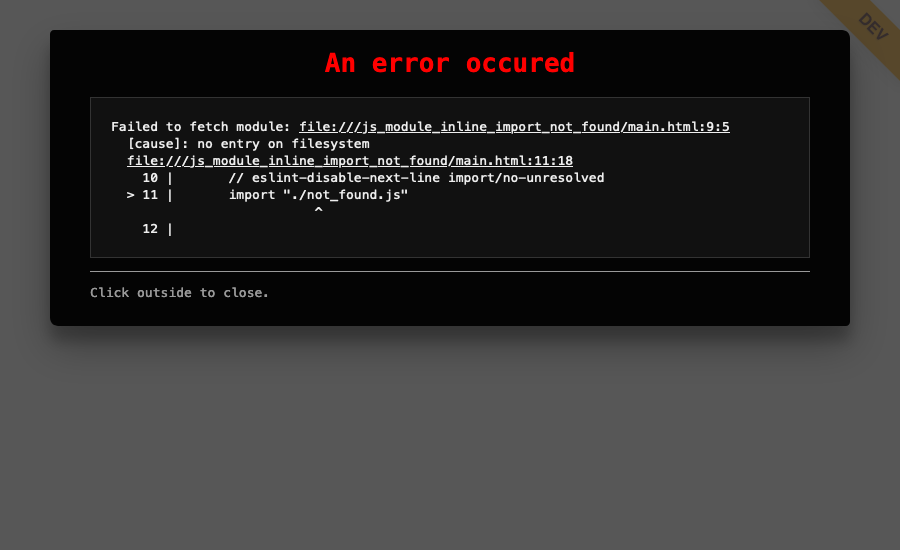 DEV
An error occured
Failed to fetch module: file:///js_module_inline_import_not_found/main.html:9:5
  [cause]: no entry on filesystem
  file:///js_module_inline_import_not_found/main.html:11:18
    10 |       // eslint-disable-next-line import/no-unresolved
  > 11 |       import "./not_found.js"
                          ^
    12 |
Click outside to close.